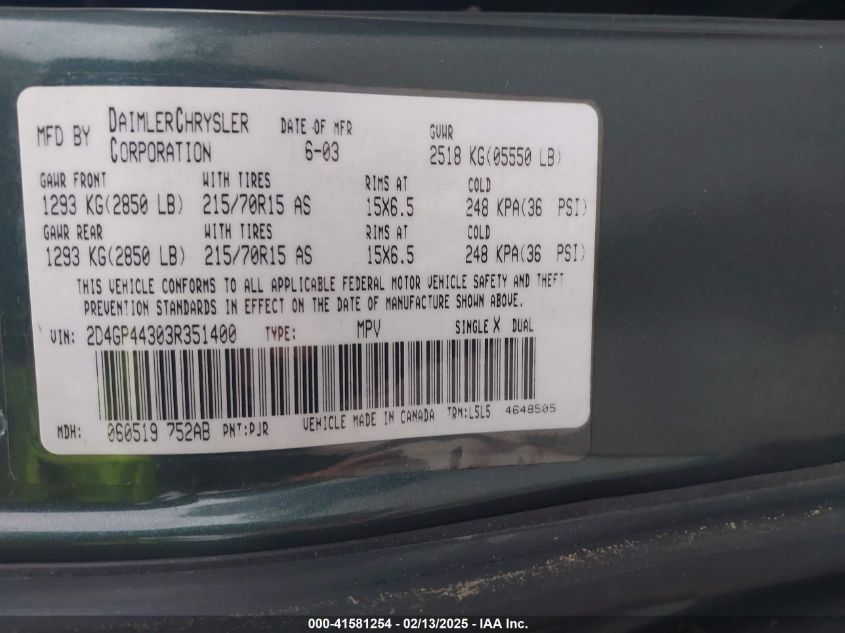 MFD BY DAIMLERCHRYSLER CORPORATION DATE OF MFR 6-03 GVWR 2518 KG(05550 LB)
GAWR FRONT WITH TIRES RIMS AT COLD
1293 KG(2850 LB) 215/70R15 AS 15X6.5 248 KPA(36 PSI)
GAWR REAR WITH TIRES RIMS AT COLD
1293 KG(2850 LB) 215/70R15 AS 15X6.5 248 KPA(36 PSI)
THIS VEHICLE CONFORMS TO ALL APPLICABLE FEDERAL MOTOR VEHICLE SAFETY AND THEFT
PREVENTION STANDARDS IN EFFECT ON THE DATE OF MANUFACTURE SHOWN ABOVE.
VIN: 2D4GP44303R351400 TYPE: MPV SINGLE X DUAL
MDH: 060519 752AB PNT:PJR VEHICLE MADE IN CANADA TRM:L5L5 4648505
000-41581254 - 02/13/2025 - IAA Inc.